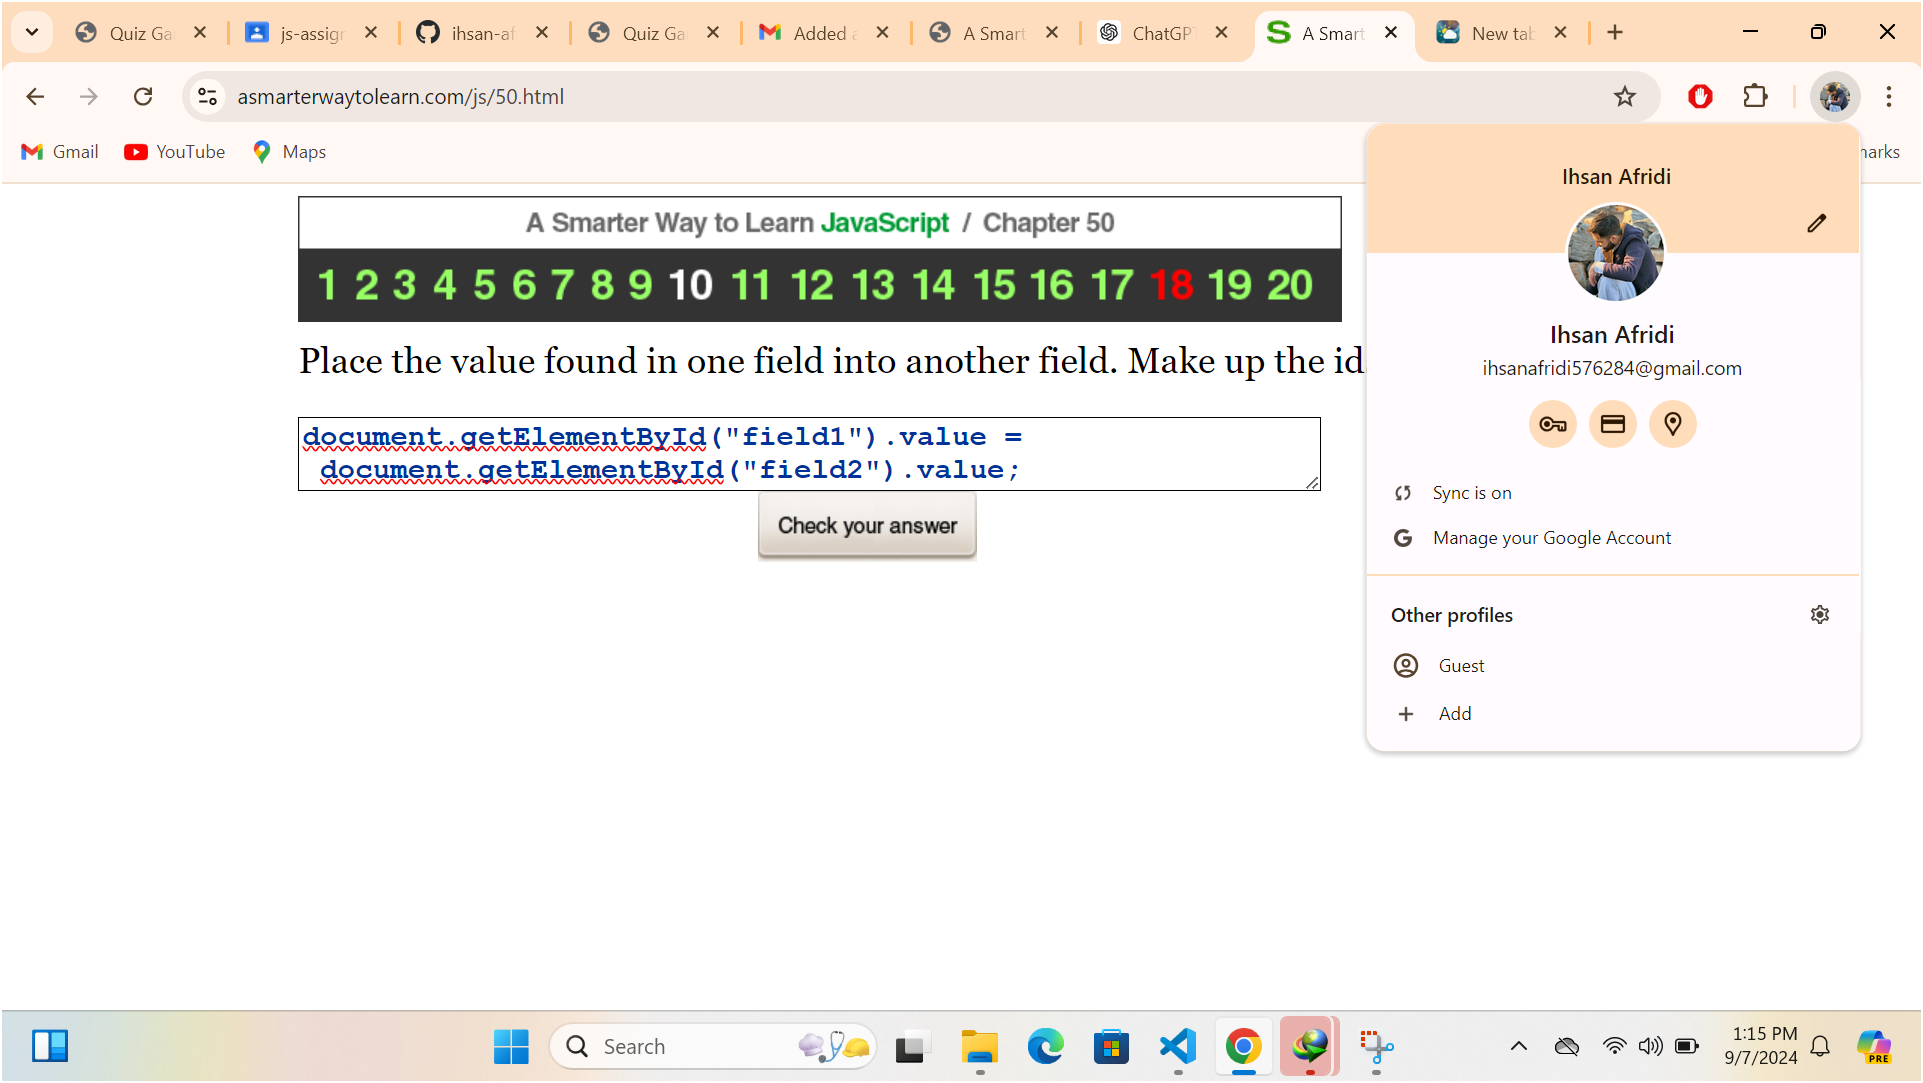 Quiz Ga
js-assign
ihsan-af
Quiz Ga
Added a
A Smart
ChatGPT
A Smart
New tab
asmarterwaytolearn.com/js/50.html
Gmail
YouTube
Maps
marks
A Smarter Way to Learn JavaScript / Chapter 50
1 2 3 4 5 6 7 8 9 10 11 12 13 14 15 16 17 18 19 20
Place the value found in one field into another field. Make up the id
document.getElementById("field1").value =
document.getElementById("field2").value;
Check your answer
Ihsan Afridi
Ihsan Afridi
ihsanafridi576284@gmail.com
Sync is on
Manage your Google Account
Other profiles
Guest
Add
Search
1:15 PM
9/7/2024
PRE